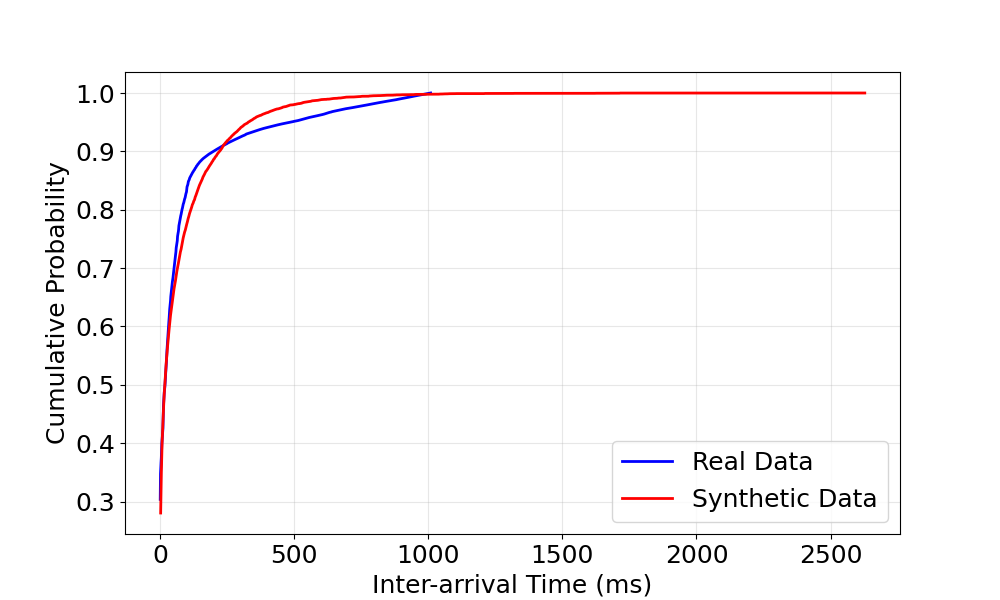 1.0
0.9
0.8
0.7
0.6
0.5
0.4
0.3
Cumulative Probability
Real Data
Synthetic Data
0 500 1000 1500 2000 2500
Inter-arrival Time (ms)